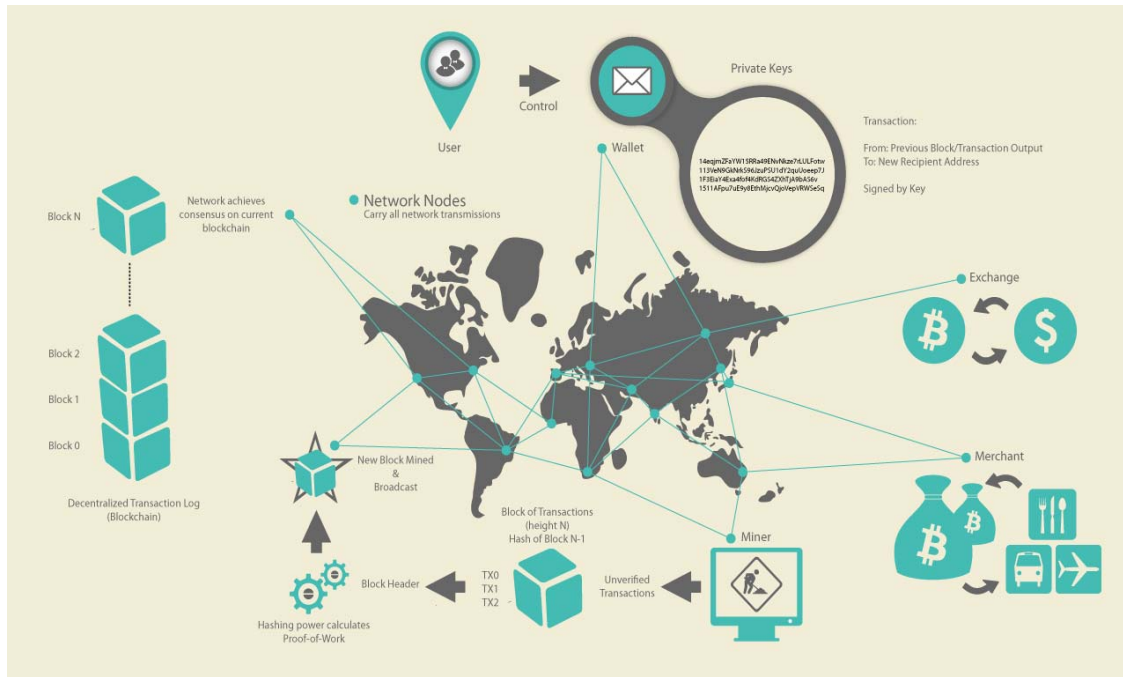 Private Keys
Control
User
Wallet
Transaction:
From: Previous Block/Transaction Output
To: New Recipient Address
Signed by Key
Block N
Network achieves
consensus on current
blockchain
Network Nodes
Carry all network transmissions
Exchange
Block 2
Block 1
Block 0
New Block Mined
&
Broadcast
Merchant
Decentralized Transaction Log
(Blockchain)
Block of Transactions
(height N)
Hash of Block N-1
Miner
Block Header
TX0
TX1
TX2
Unverified
Transactions
Hashing power calculates
Proof-of-Work